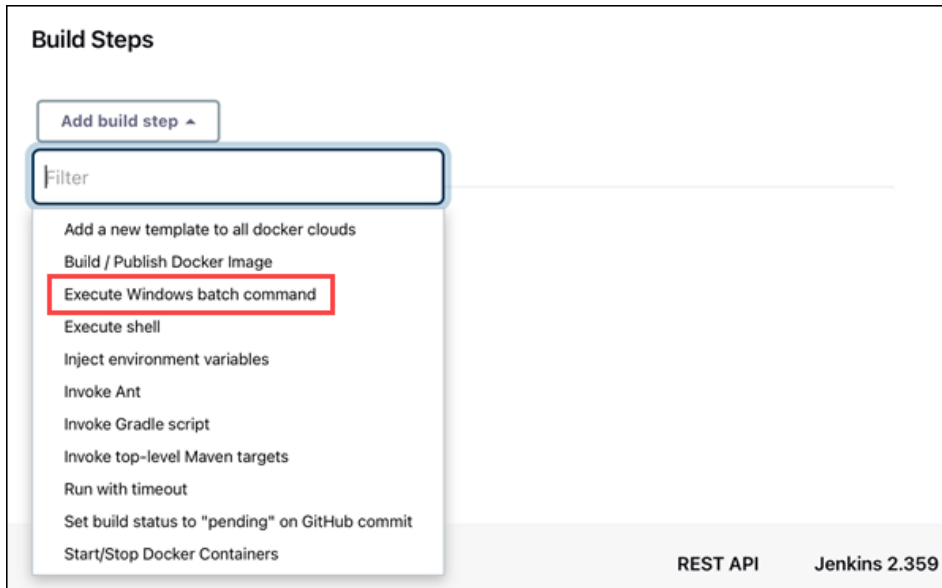 Build Steps
Add build step
Filter
Add a new template to all docker clouds
Build / Publish Docker Image
Execute Windows batch command
Execute shell
Inject environment variables
Invoke Ant
Invoke Gradle script
Invoke top-level Maven targets
Run with timeout
Set build status to "pending" on GitHub commit
Start/Stop Docker Containers
REST API Jenkins 2.359